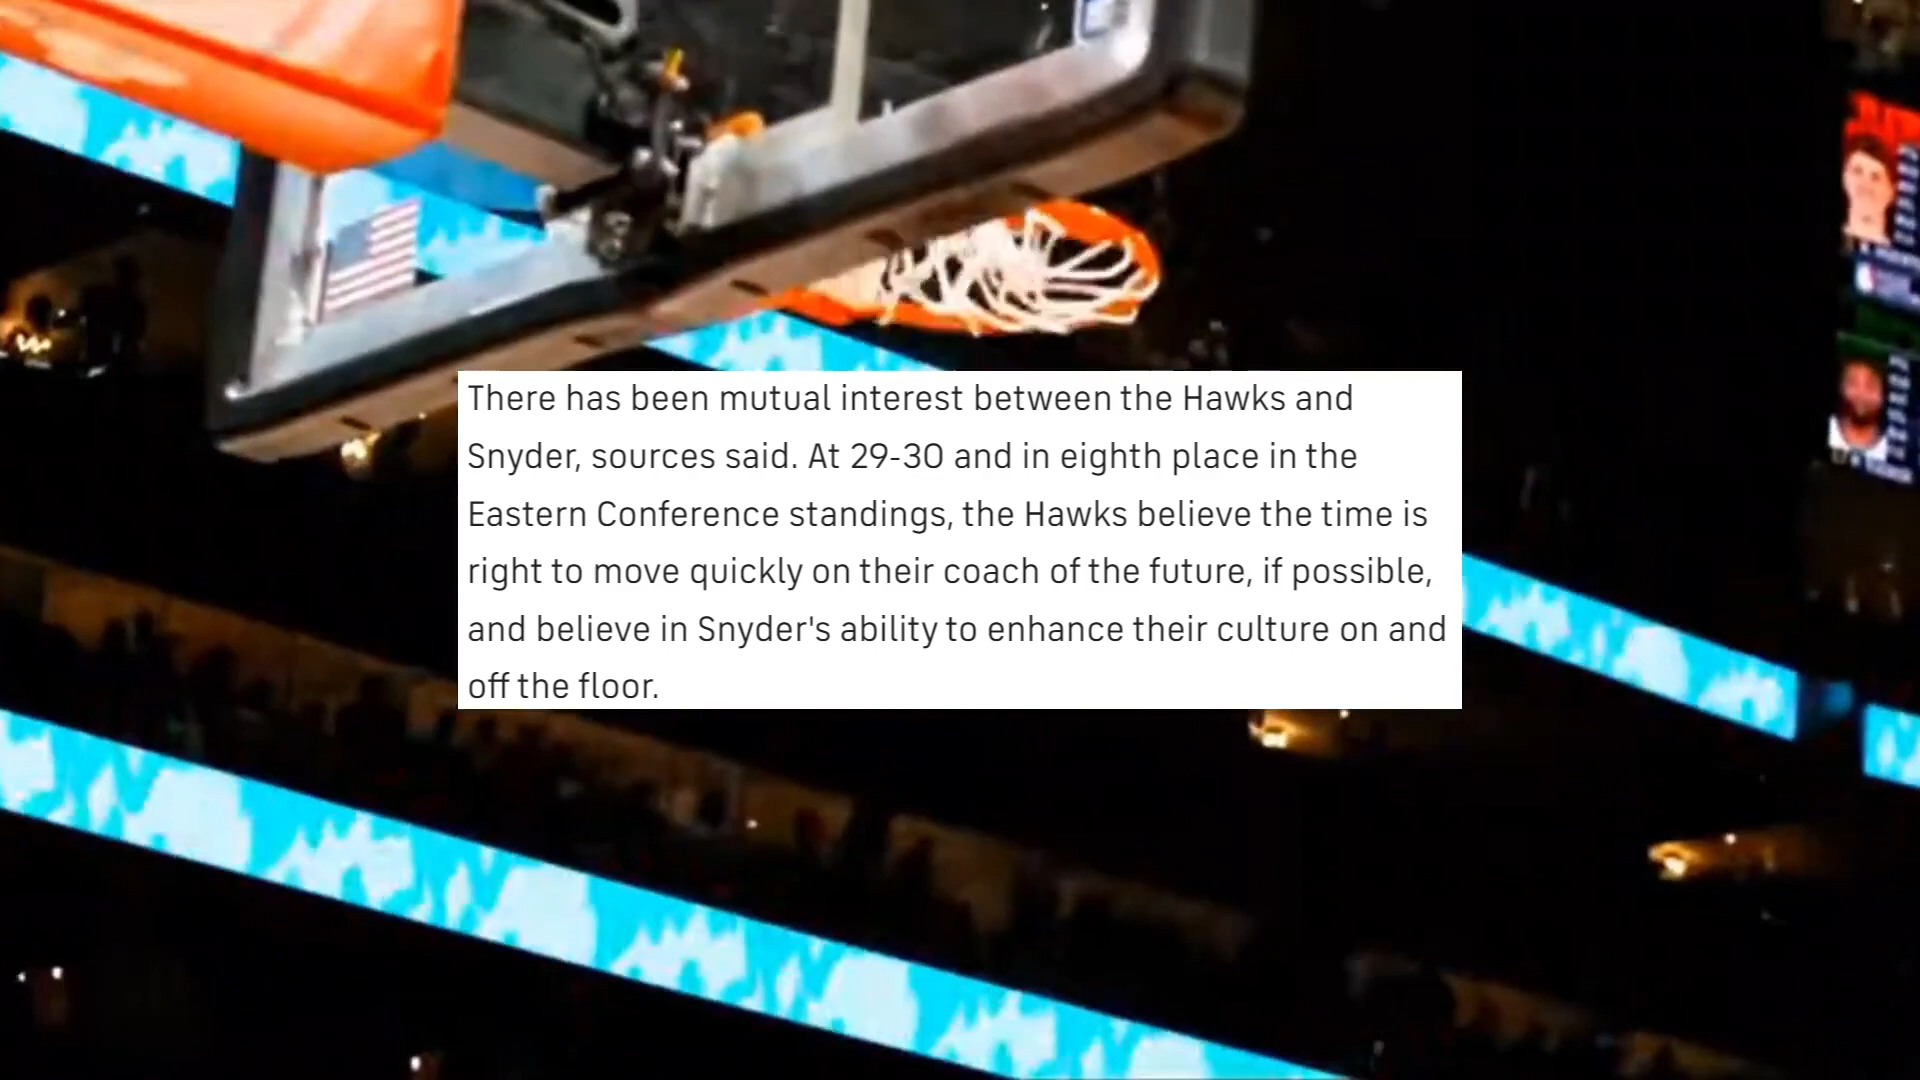 There has been mutual interest between the Hawks and
Snyder, sources said. At 29-30 and in eighth place in the
Eastern Conference standings, the Hawks believe the time is
right to move quickly on their coach of the future, if possible,
and believe in Snyder's ability to enhance their culture on and
off the floor.